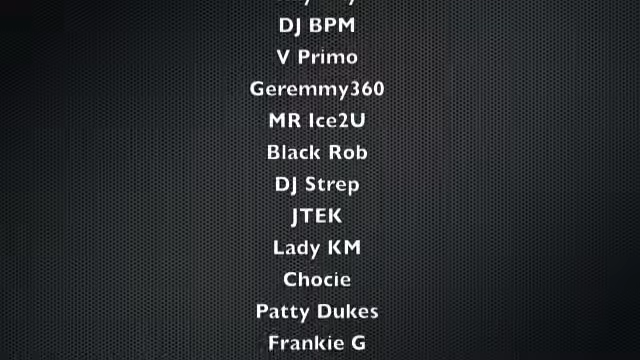 DJ BPM
V Primo
Geremmy360
MR Ice2U
Black Rob
DJ Strep
JTEK
Lady KM
Chocie
Patty Dukes
Frankie G